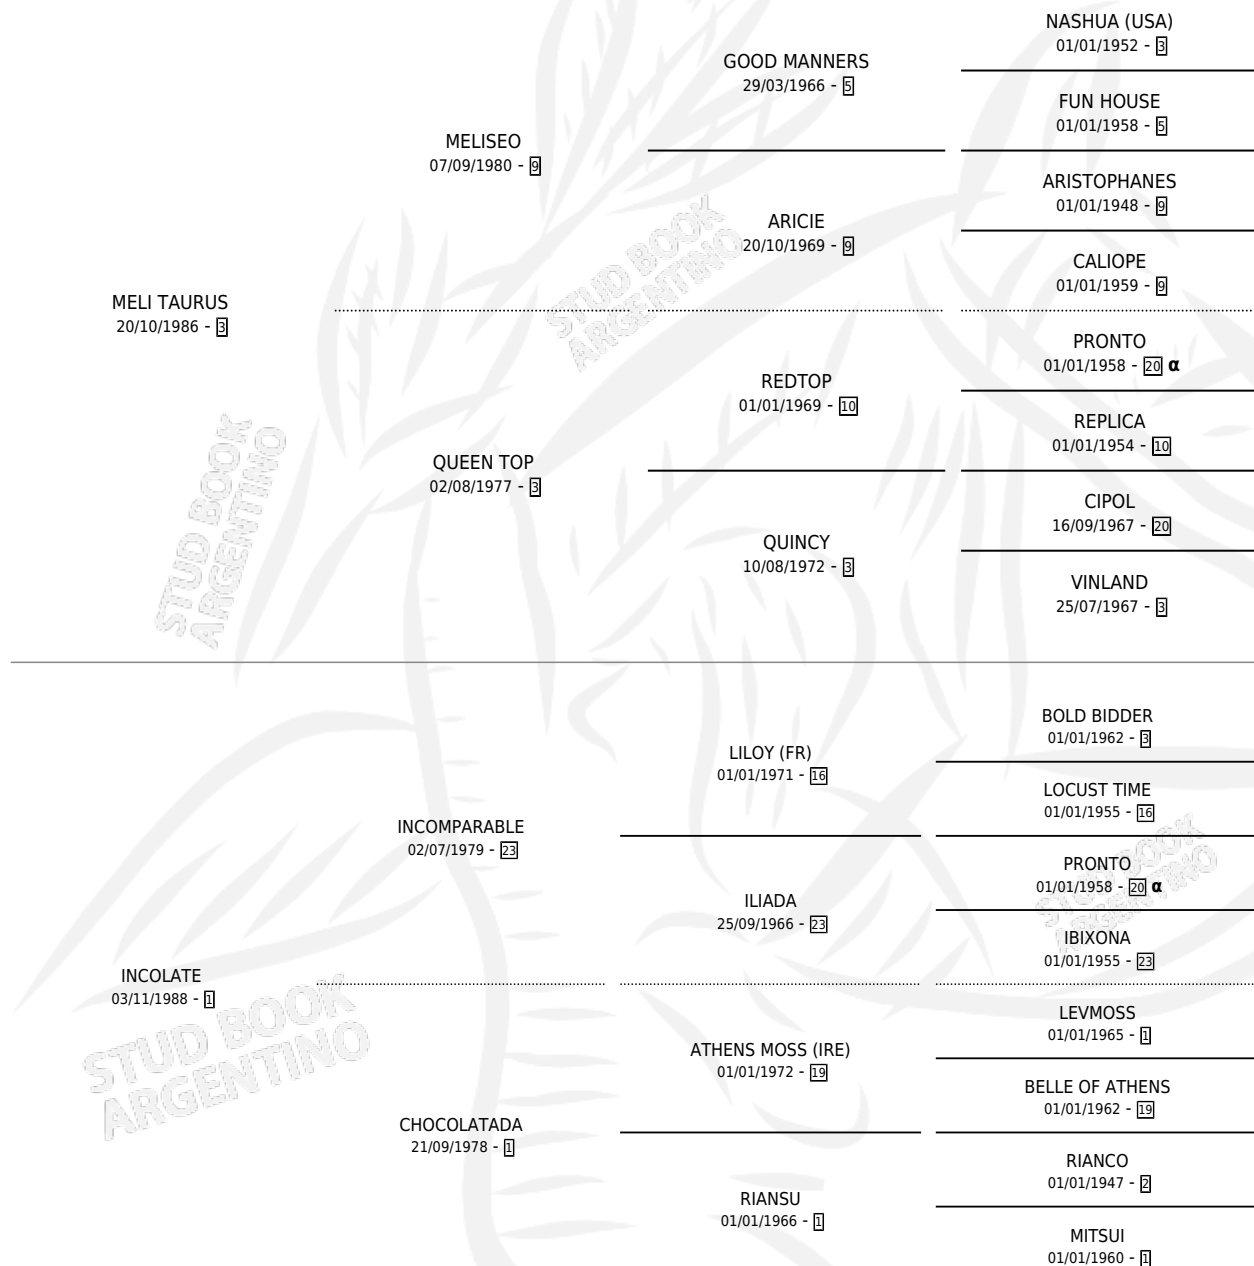 NASHUA (USA)
01/01/1952 - 3
GOOD MANNERS
29/03/1966 - 5
FUN HOUSE
01/01/1958 - 5
MELISEO
07/09/1980 - 9
ARISTOPHANES
01/01/1948 - 9
ARICIE
20/10/1969 - 9
CALIOPE
01/01/1959 - 9
MELI TAURUS
20/10/1986 - 3
PRONTO
01/01/1958 - 20 α
REDTOP
01/01/1969 - 10
REPLICA
01/01/1954 - 10
QUEEN TOP
02/08/1977 - 3
CIPOL
16/09/1967 - 20
QUINCY
10/08/1972 - 3
VINLAND
25/07/1967 - 3
BOLD BIDDER
01/01/1962 - 3
LILOY (FR)
01/01/1971 - 16
LOCUST TIME
01/01/1955 - 16
INCOMPARABLE
02/07/1979 - 23
PRONTO
01/01/1958 - 20 α
ILIADA
25/09/1966 - 23
IBIXONA
01/01/1955 - 23
INCOLATE
03/11/1988 - 1
LEVMOSS
01/01/1965 - 1
ATHENS MOSS (IRE)
01/01/1972 - 19
BELLE OF ATHENS
01/01/1962 - 19
CHOCOLATADA
21/09/1978 - 1
RIANCO
01/01/1947 - 2
RIANSU
01/01/1966 - 1
MITSUI
01/01/1960 - 1
STUD BOOK
ARGENTINO
STUD BOOK
ARGENTINO
STUD BOOK
ARGENTINO
STUD BOOK
ARGENTINO